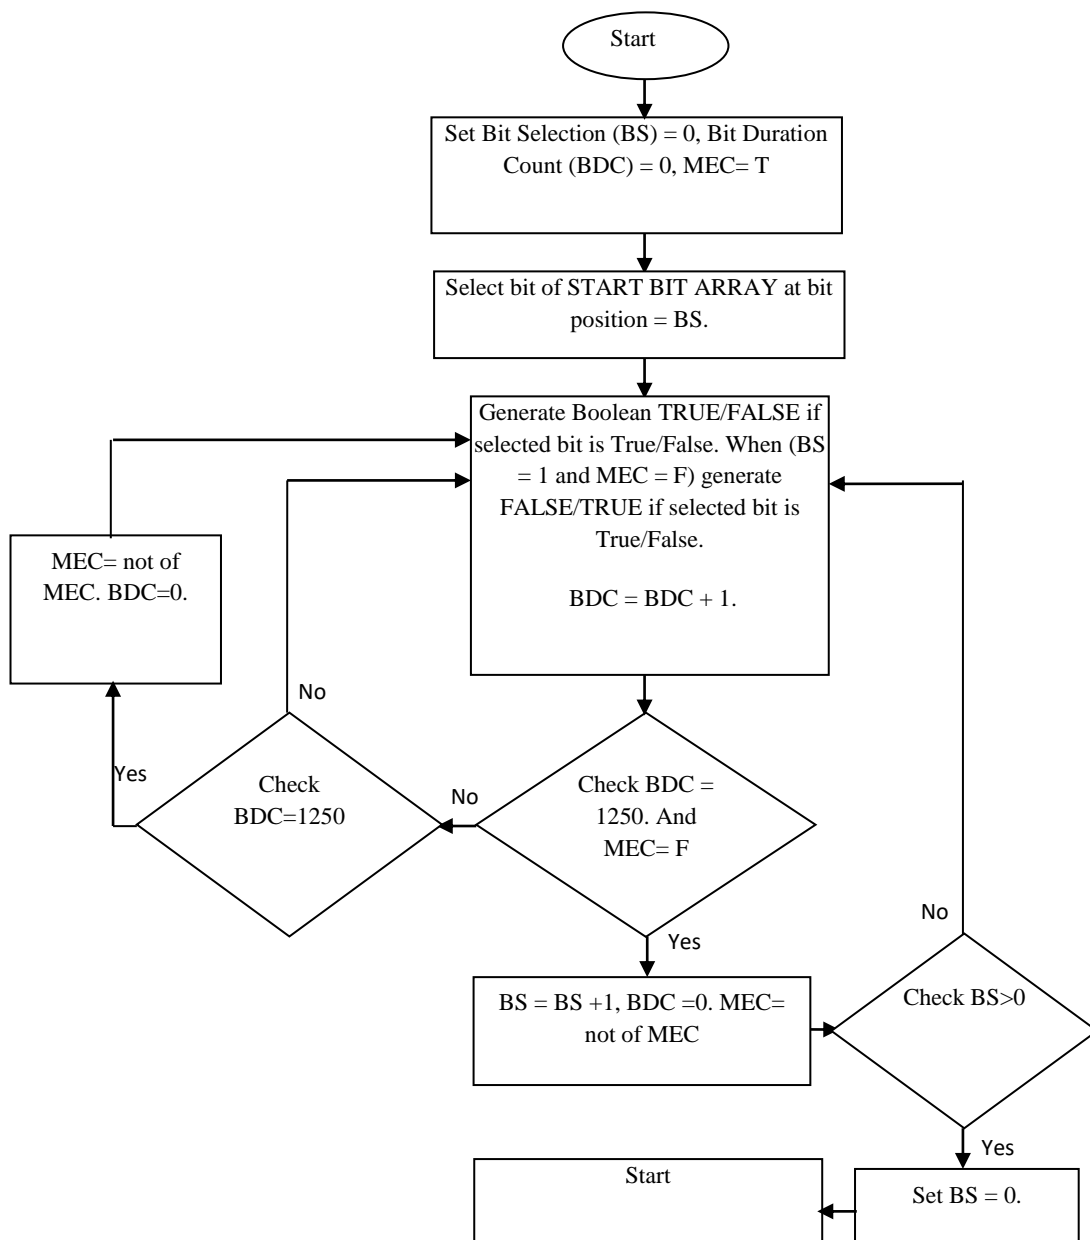 Start
Set Bit Selection (BS) = 0, Bit Duration
Count (BDC) = 0, MEC= T
Select bit of START BIT ARRAY at bit
position = BS.
Generate Boolean TRUE/FALSE if
selected bit is True/False. When (BS
= 1 and MEC = F) generate
FALSE/TRUE if selected bit is
True/False.
BDC = BDC + 1.
MEC= not of
MEC. BDC=0.
No
Yes
Check
BDC=1250
No
Check BDC =
1250. And
MEC= F
Yes
BS = BS +1, BDC =0. MEC=
not of MEC
No
Check BS>0
Yes
Set BS = 0.
Start